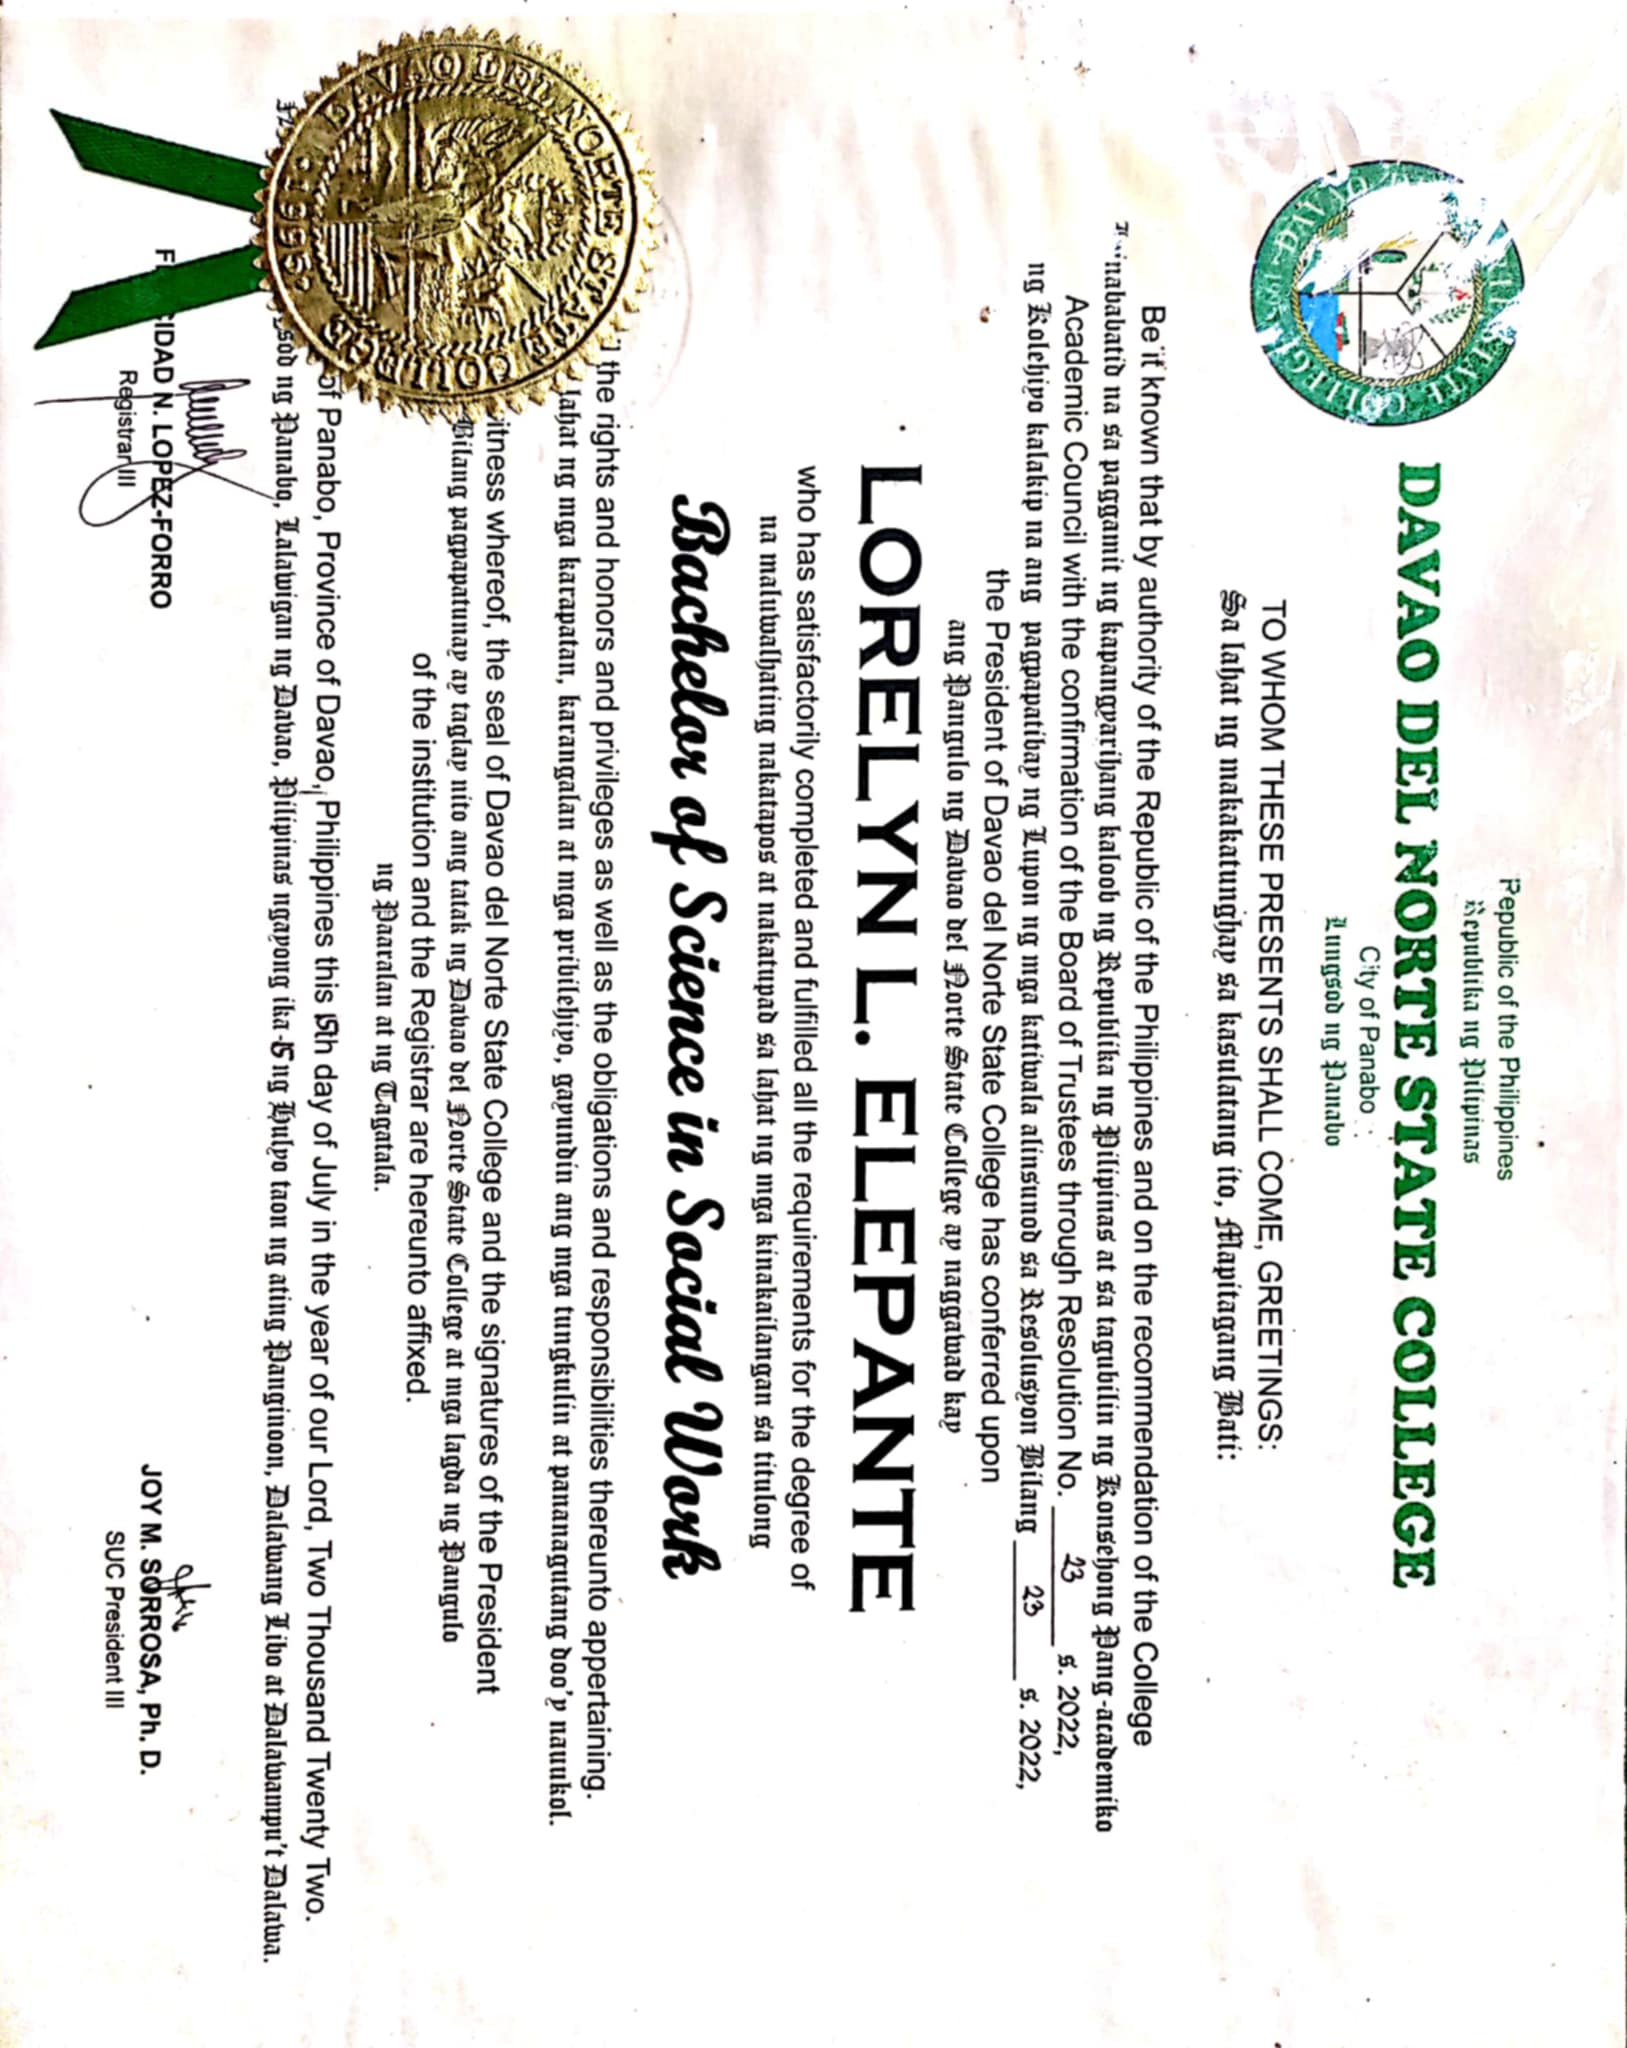 Republic of the Philippines
Republika ng Pilipinas
DAVAO DEL NORTE STATE COLLEGE
City of Panabo
Lungsod ng Panabo
TO WHOM THESE PRESENTS SHALL COME, GREETINGS:
Sa lahat ng makakatunghay sa kasulatang ito, Mapitagang Bati:
Be it known that by authority of the Republic of the Philippines and on the recommendation of the College
na sa paggamit ng kapangyarihang kaloob ng Republika ng Pilipinas at sa tagubilin ng Konsehong Pang-academiko
Academic Council with the confirmation of the Board of Trustees through Resolution No. 23 s. 2022,
ng Kolehiyo kalakip na ang pagpapatibay ng Lupon ng mga katiwala alinsunod sa Resolusyon Bilang 23 s. 2022,
the President of Davao del Norte State College has conferred upon
ang Pangulo ng Davao del Norte State College ay naggawad kay
LORELYN L. ELEPANTE
who has satisfactorily completed and fulfilled all the requirements for the degree of
na maluwalhating nakatapos at nakatupad sa lahat ng mga kinakailangan sa titulong
Bachelor of Science in Social Work
the rights and honors and privileges as well as the obligations and responsibilities thereunto appertaining.
lahat ng mga karapatan, karangalan at mga pribilehiyo, gayundin ang mga tungkulin at pananagutang doo'y nauukol.
itness whereof, the seal of Davao del Norte State College and the signatures of the President
Bilang pagpapatunay ay taglay nito ang tatak ng Davao del Norte State College at mga lagda ng Pangulo
of the institution and the Registrar are hereunto affixed.
ng Paaralan at ng Tagatala.
of Panabo, Province of Davao, Philippines this 15th day of July in the year of our Lord, Two Thousand Twenty Two.
sod ng Panabo, Lalawigan ng Davao, Pilipinas ngayong ika-15 ng Hulyo taon ng ating Panginoon, Dalawang Libo at Dalawampu't Dalawa.
DAVAO DEL NORTE STATE COLLEGE
1995
CIDAD N. LOPEZ-FORRO
Registrar III
JOY M. SORROSA, Ph. D.
SUC President III